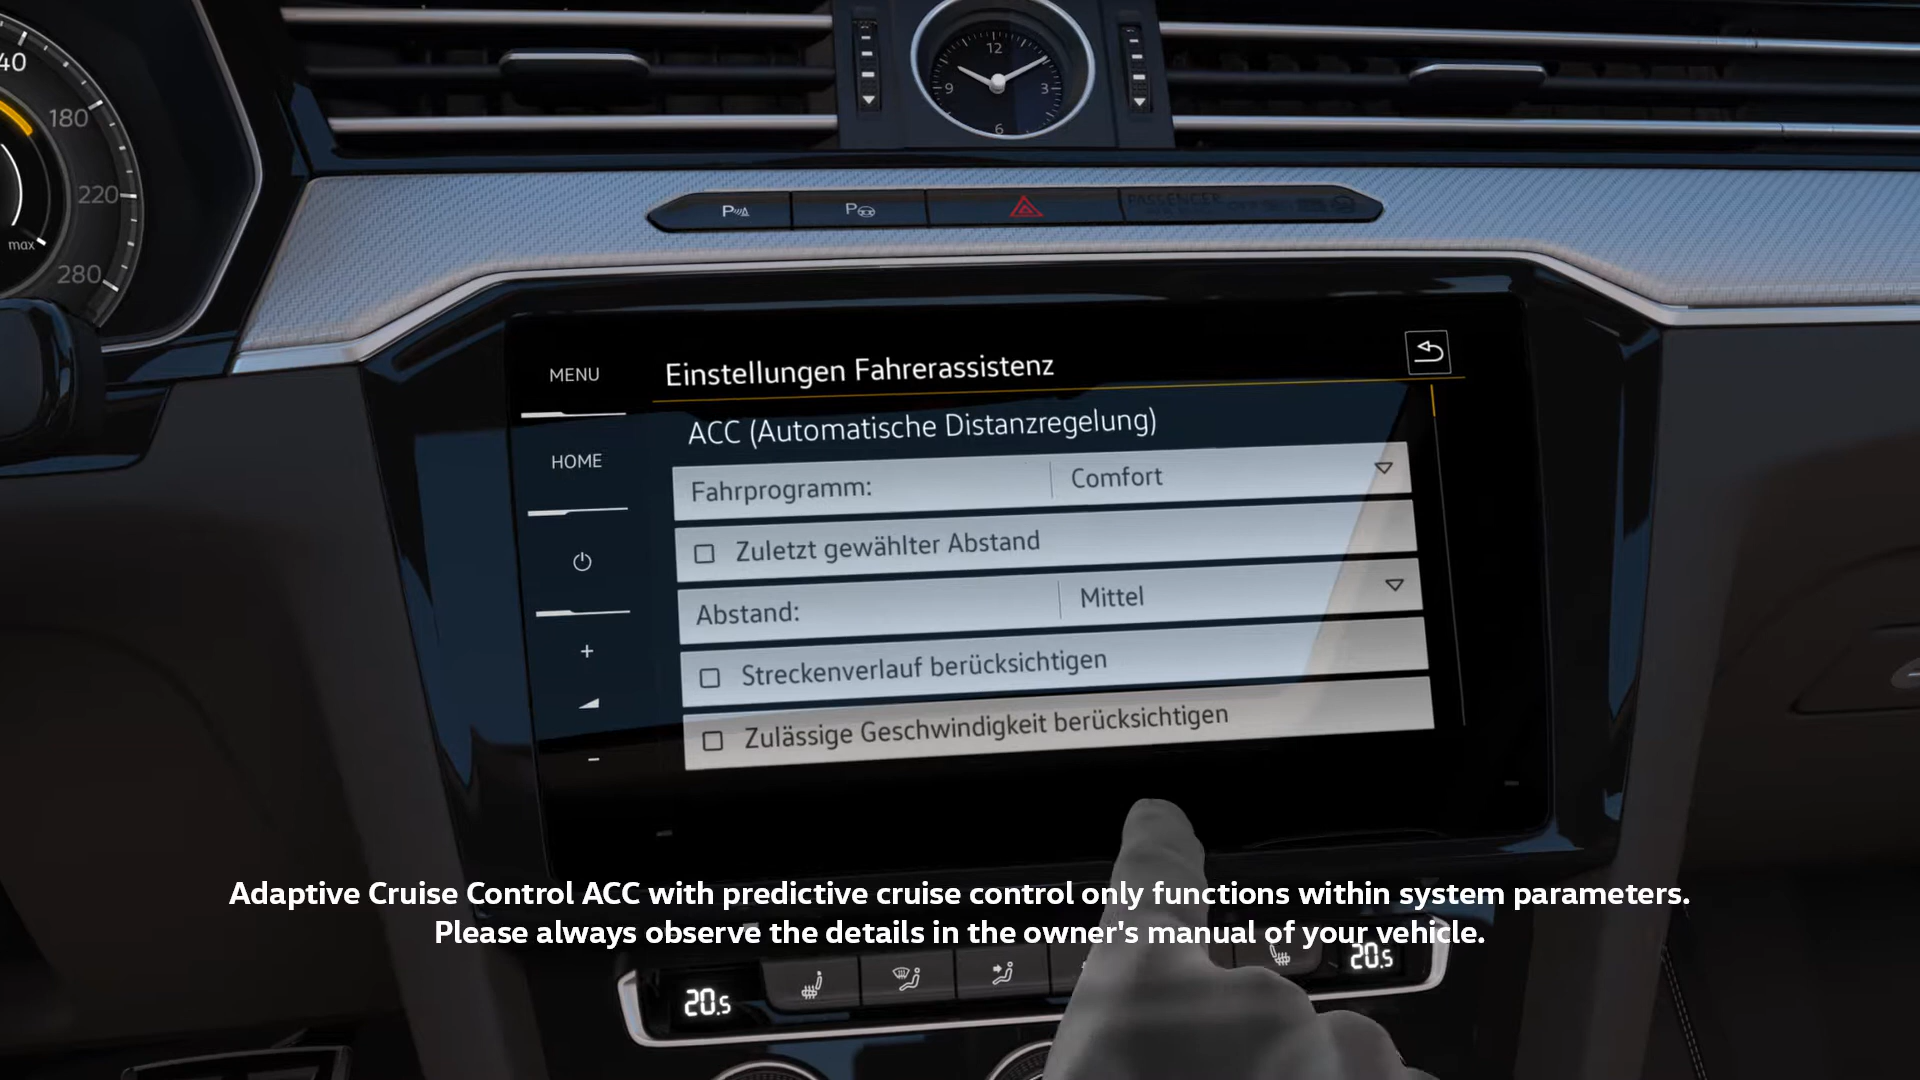 40
180
220
max
280
12
9
3
6
P
P
PASSENGER
MENU
HOME
+
-
Einstellungen Fahrerassistenz
ACC (Automatische Distanzregelung)
Fahrprogramm: Comfort
Zuletzt gewählter Abstand
Abstand: Mittel
Streckenverlauf berücksichtigen
Zulässige Geschwindigkeit berücksichtigen
Adaptive Cruise Control ACC with predictive cruise control only functions within system parameters.
Please always observe the details in the owner's manual of your vehicle.
20.5
20.5